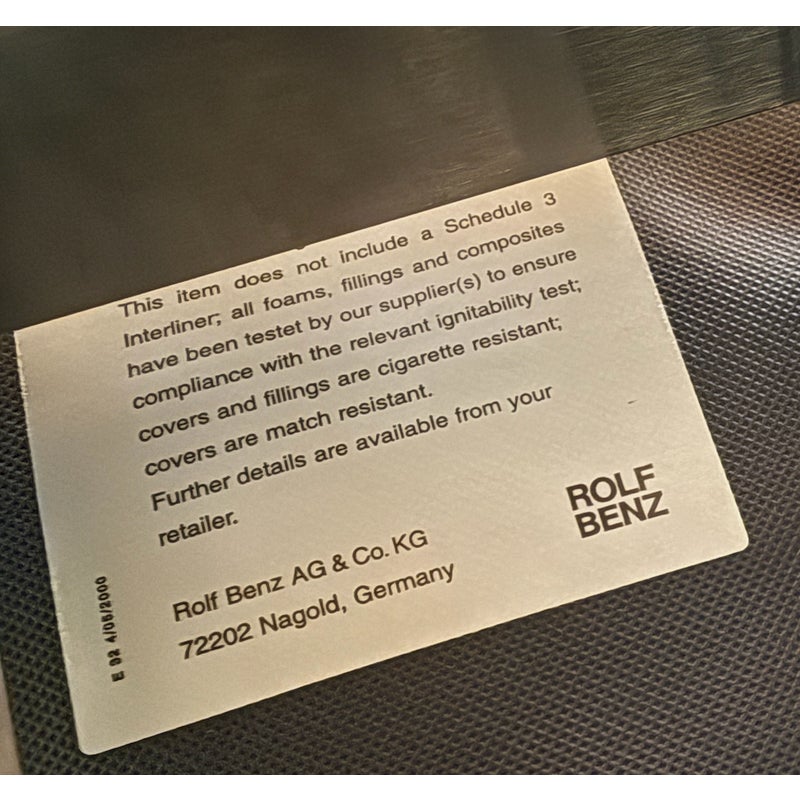 This item does not include a Schedule 3
Interliner; all foams, fillings and composites
have been testet by our supplier(s) to ensure
compliance with the relevant ignitability test;
covers and fillings are cigarette resistant;
covers are match resistant.
Further details are available from your
retailer.
ROLF
BENZ
Rolf Benz AG & Co. KG
72202 Nagold, Germany
E 92 4/05/2000